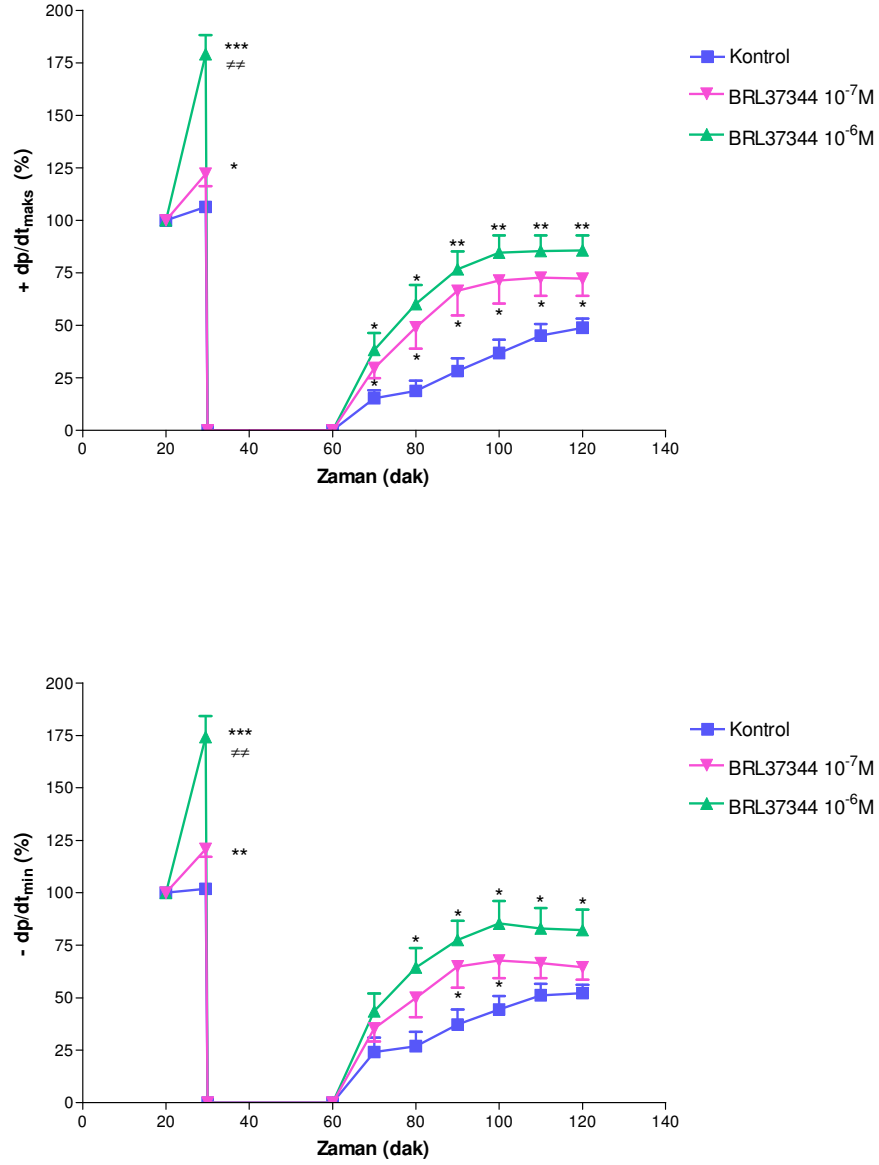 200
175
150
125
100
75
50
25
0
+ dp/dt_maks (%)
***
≠≠
*
* * ** ** ** **
* * * * * *
0 20 40 60 80 100 120 140
Zaman (dak)
Kontrol
BRL37344 10^-7M
BRL37344 10^-6M
200
175
150
125
100
75
50
25
0
- dp/dt_min (%)
***
≠≠
**
* * * * *
* *
0 20 40 60 80 100 120 140
Zaman (dak)
Kontrol
BRL37344 10^-7M
BRL37344 10^-6M